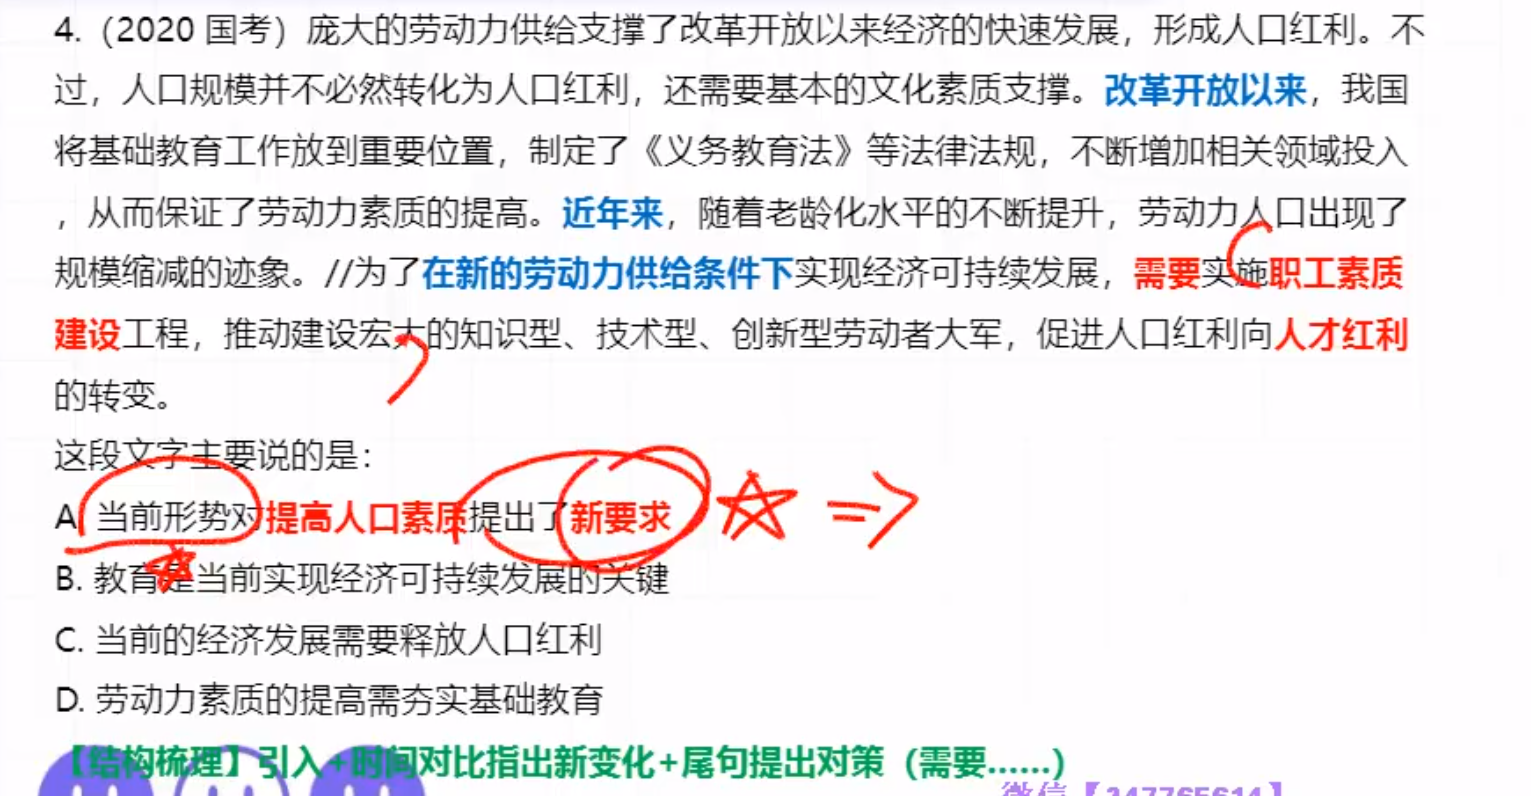 4.（2020 国考）庞大的劳动力供给支撑了改革开放以来经济的快速发展，形成人口红利。不
过，人口规模并不必然转化为人口红利，还需要基本的文化素质支撑。改革开放以来，我国
将基础教育工作放到重要位置，制定了《义务教育法》等法律法规，不断增加相关领域投入
，从而保证了劳动力素质的提高。近年来，随着老龄化水平的不断提升，劳动力人口出现了
规模缩减的迹象。//为了在新的劳动力供给条件下实现经济可持续发展，需要实施职工素质
建设工程，推动建设宏大的知识型、技术型、创新型劳动者大军，促进人口红利向人才红利
的转变。
这段文字主要说的是：
A. 当前形势对提高人口素质提出了新要求
B. 教育是当前实现经济可持续发展的关键
C. 当前的经济发展需要释放人口红利
D. 劳动力素质的提高需夯实基础教育
【结构梳理】引入+时间对比指出新变化+尾句提出对策（需要……）
微信【347765614】